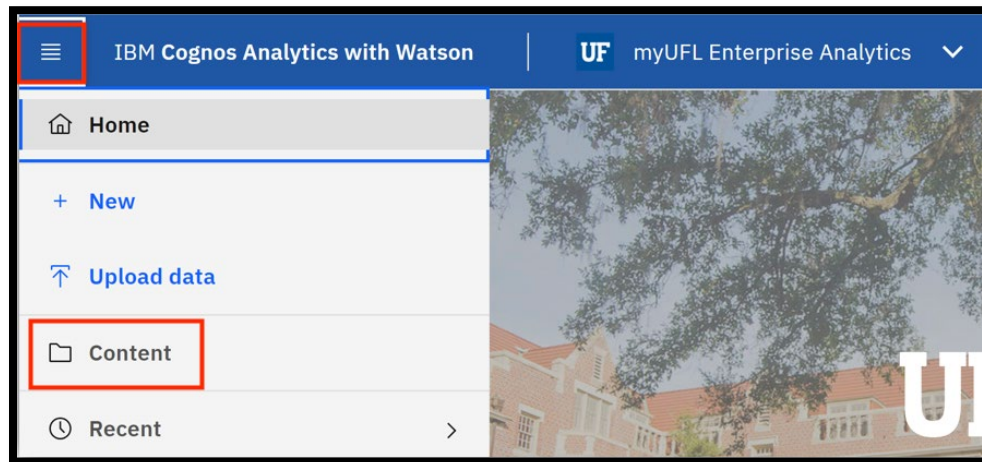 IBM Cognos Analytics with Watson
UF myUFL Enterprise Analytics
Home
New
Upload data
Content
Recent